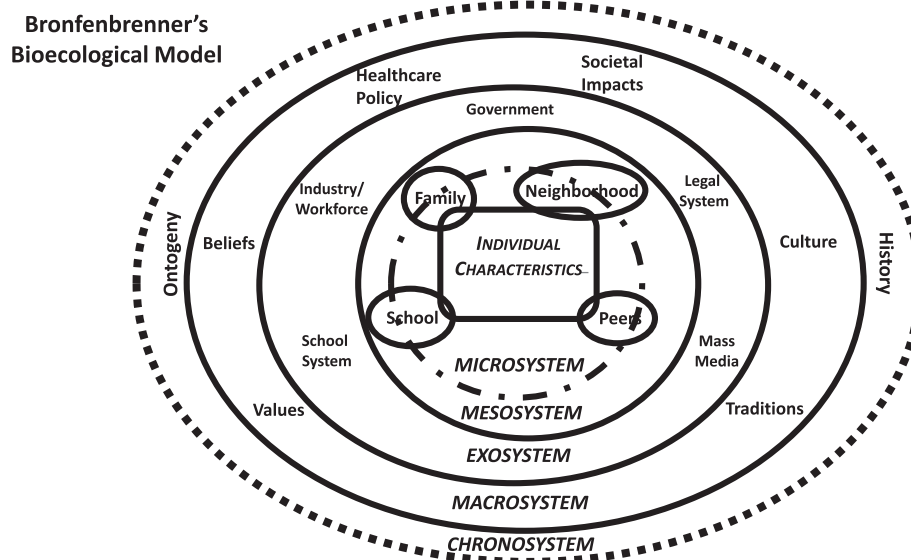 Bronfenbrenner's
Bioecological Model
Healthcare
Policy
Societal
Impacts
Government
Industry/
Workforce
Family
Neighborhood
Legal
System
Ontogeny
Beliefs
INDIVIDUAL
CHARACTERISTICS
Culture
History
School
Peers
School
System
Mass
Media
MICROSYSTEM
Values
MESOSYSTEM
Traditions
EXOSYSTEM
MACROSYSTEM
CHRONOSYSTEM